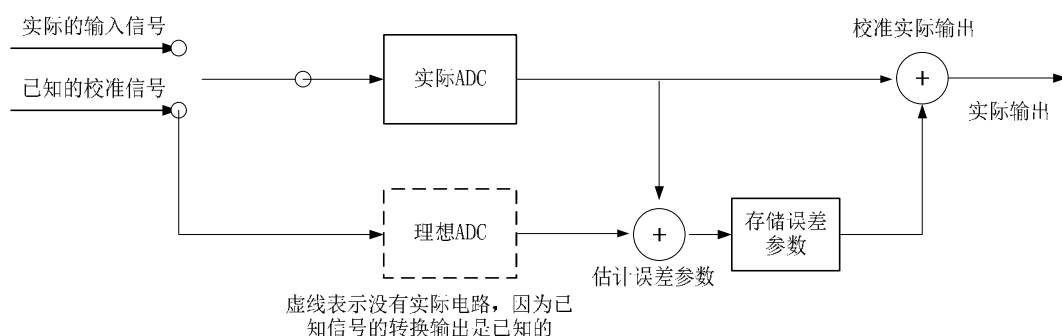 实际的输入信号
校准实际输出
已知的校准信号
实际ADC
+
实际输出
理想ADC
+
存储误差
参数
估计误差参数
虚线表示没有实际电路，因为已
知信号的转换输出是已知的